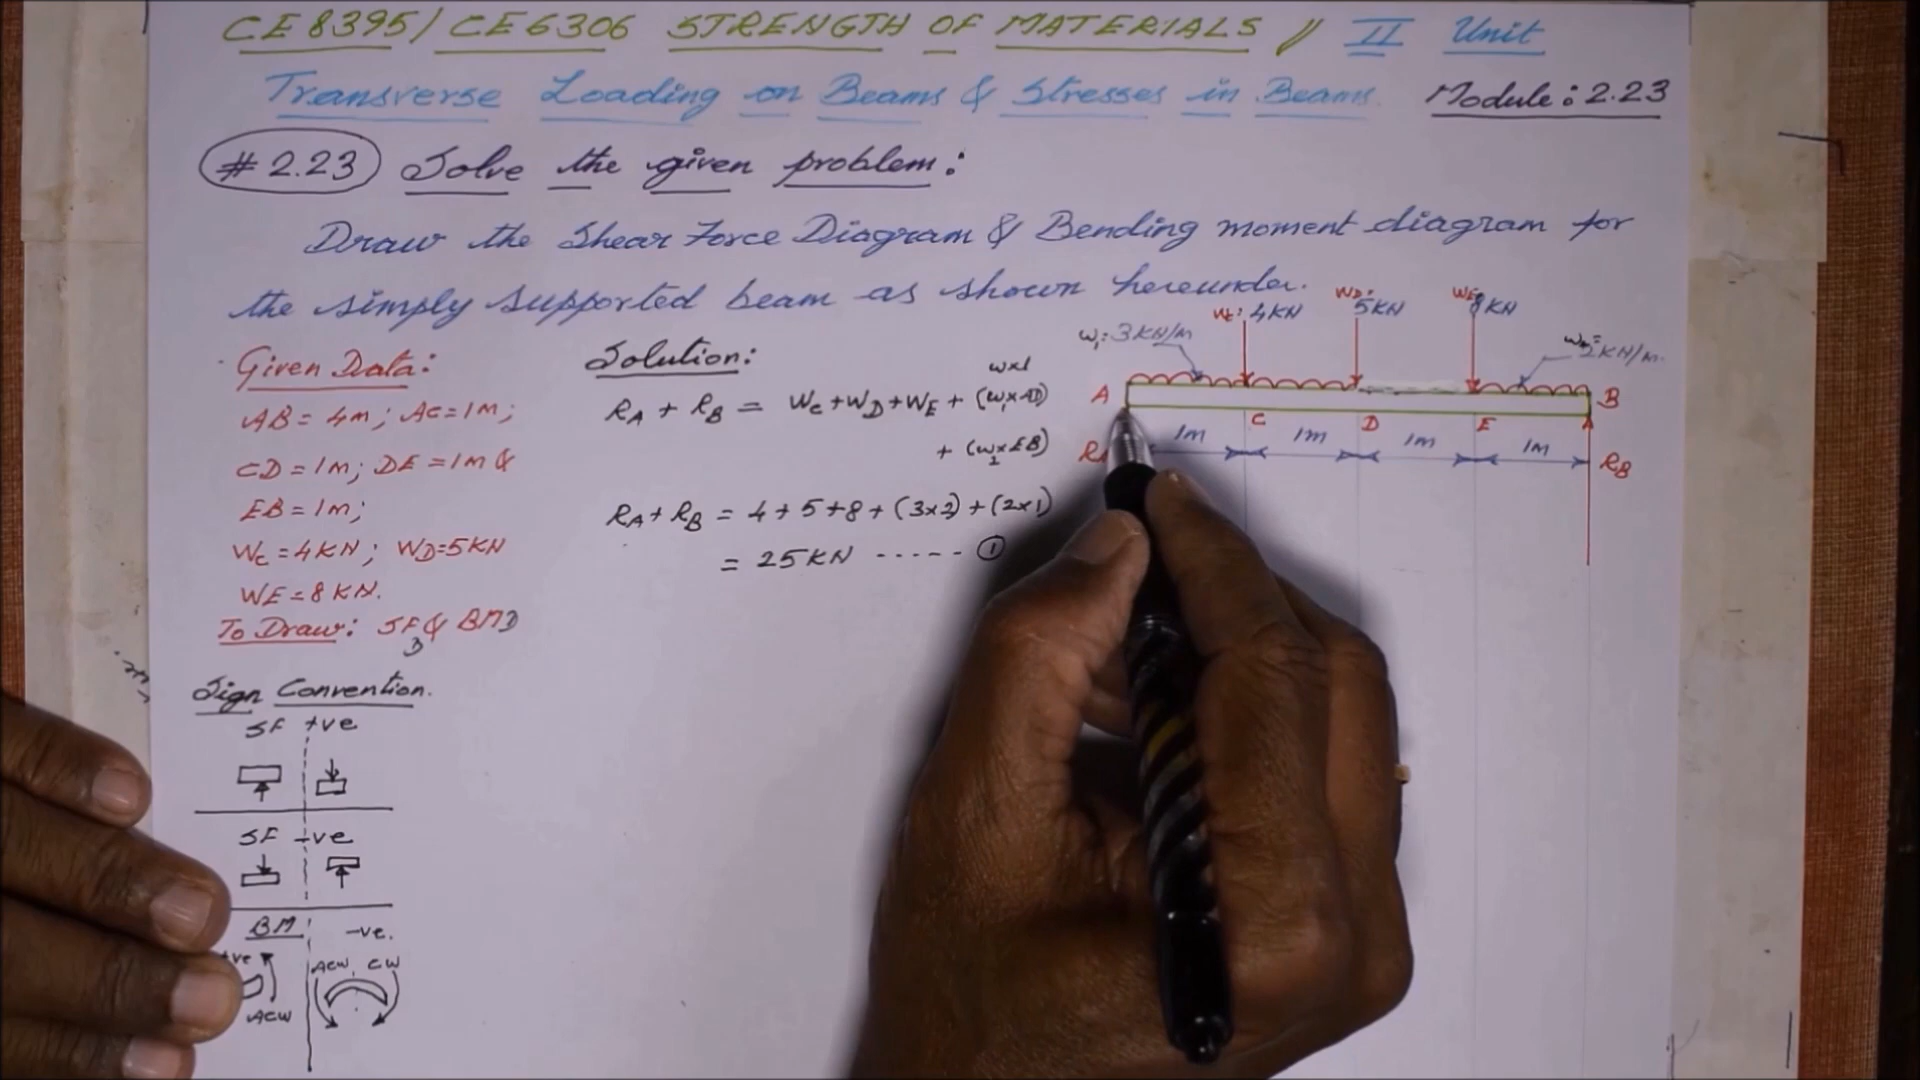 CE 8395/ CE 6306 STRENGTH OF MATERIALS // II Unit
Transverse Loading on Beams & Stresses in Beams. Module: 2.23
# 2.23 Solve the given problem:
Draw the Shear Force Diagram & Bending moment diagram for
the simply supported beam as shown hereunder.
Given Data:
AB = 4m; AC = 1m;
CD = 1m; DE = 1m &
EB = 1m;
Wc = 4KN; WD=5KN
WE = 8 KN.
To Draw: SFD & BMD
Sign Convention.
SF +ve
SF -ve
BM -ve.
ACW, CW
ACW
Solution:
w×l
RA + RB = Wc + WD + WE + (w1×AD)
+ (w2×EB)
RA + RB = 4 + 5 + 8 + (3×2) + (2×1)
= 25KN ----- ①
w1: 3KN/m
Wc: 4KN
WD: 5KN
8KN
2KN/m.
A
B
C D E
1m 1m 1m 1m
RB